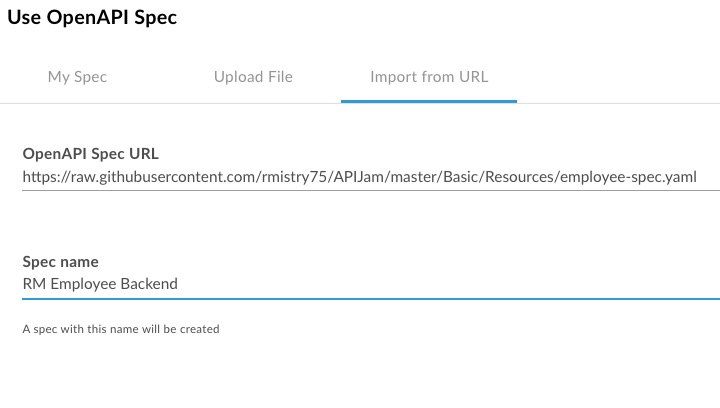 Use OpenAPI Spec
My Spec Upload File Import from URL
OpenAPI Spec URL
https://raw.githubusercontent.com/rmistry75/APIJam/master/Basic/Resources/employee-spec.yaml
Spec name
RM Employee Backend
A spec with this name will be created